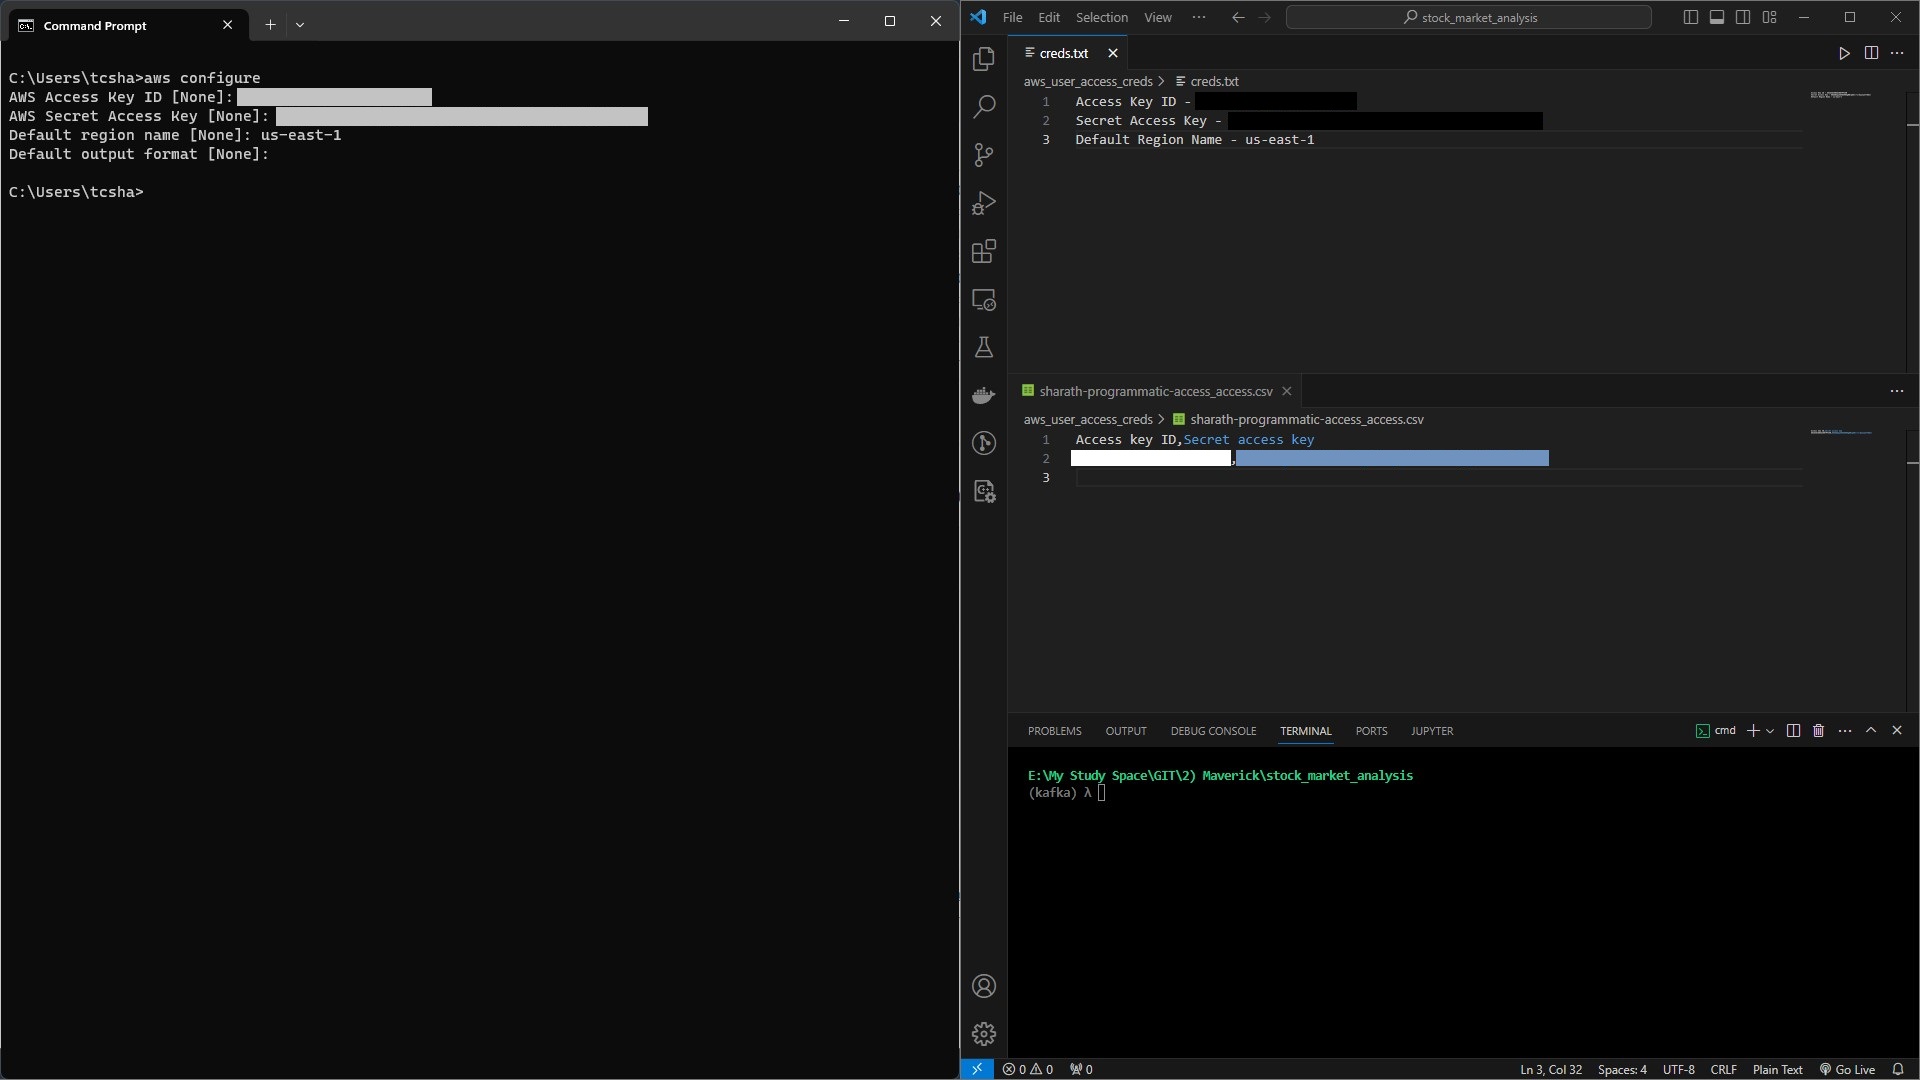 Command Prompt
C:\Users\tcsha>aws configure
AWS Access Key ID [None]:
AWS Secret Access Key [None]:
Default region name [None]: us-east-1
Default output format [None]:
C:\Users\tcsha>
File Edit Selection View
stock_market_analysis
creds.txt
aws_user_access_creds > creds.txt
1 Access Key ID -
2 Secret Access Key -
3 Default Region Name - us-east-1
sharath-programmatic-access_access.csv
aws_user_access_creds > sharath-programmatic-access_access.csv
1 Access key ID,Secret access key
2 ,
3
PROBLEMS OUTPUT DEBUG CONSOLE TERMINAL PORTS JUPYTER
cmd
E:\My Study Space\GIT\2) Maverick\stock_market_analysis
(kafka) λ
0 0 0
Ln 3, Col 32 Spaces: 4 UTF-8 CRLF Plain Text Go Live